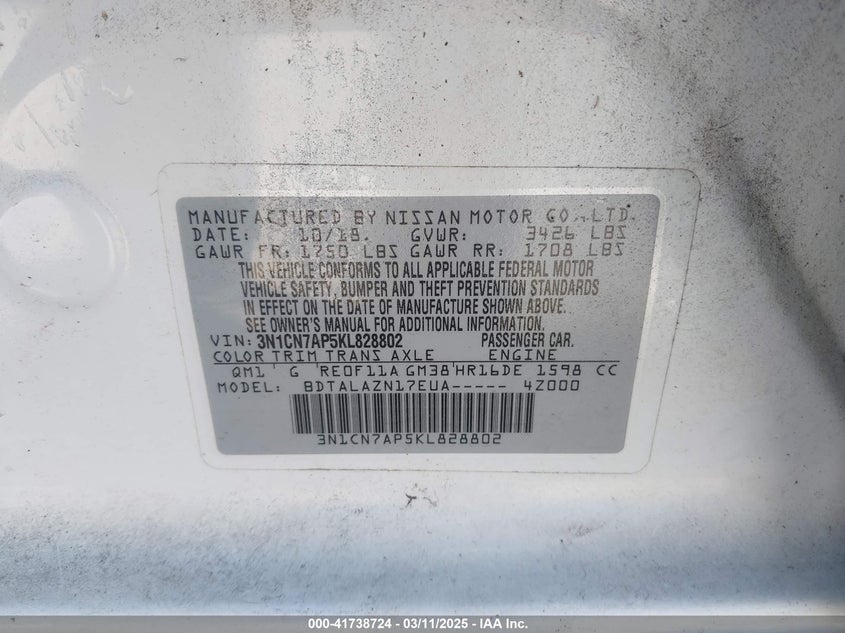 MANUFACTURED BY NISSAN MOTOR CO.,LTD.
DATE: 10/18. GVWR: 3426 LBS
GAWR FR: 1750 LBS GAWR RR: 1708 LBS
THIS VEHICLE CONFORMS TO ALL APPLICABLE FEDERAL MOTOR
VEHICLE SAFETY, BUMPER AND THEFT PREVENTION STANDARDS
IN EFFECT ON THE DATE OF MANUFACTURE SHOWN ABOVE.
SEE OWNER'S MANUAL FOR ADDITIONAL INFORMATION.
VIN: 3N1CN7AP5KL828802 PASSENGER CAR.
COLOR TRIM TRANS AXLE ENGINE
QM1 G RE0F11A GM38 HR16DE 1598 CC
MODEL: BDTALAZN17EUA----- 4Z000
3N1CN7AP5KL828802
000-41738724 - 03/11/2025 - IAA Inc.